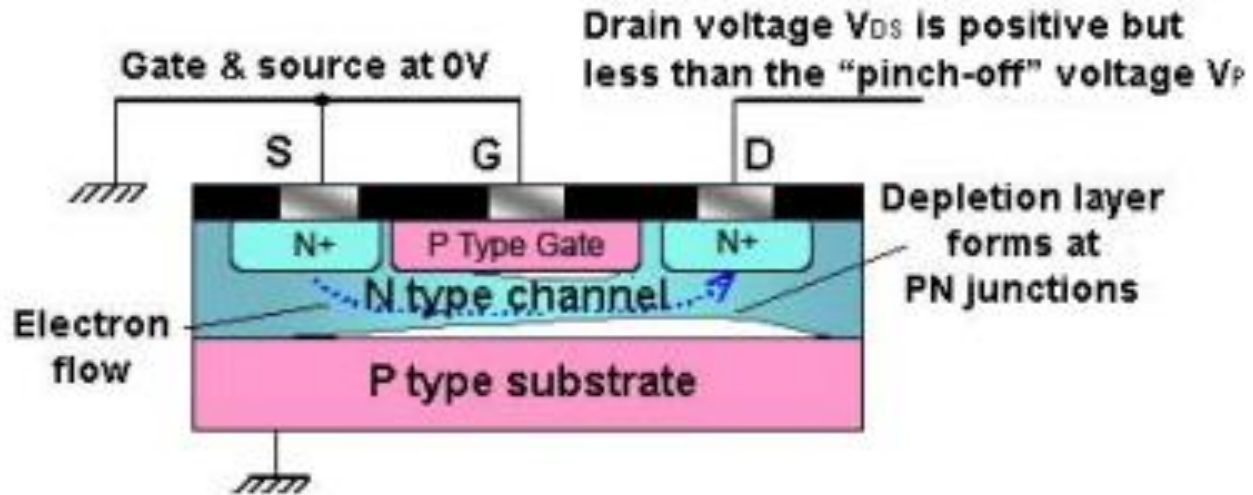 Drain voltage VDS is positive but
less than the “pinch-off” voltage VP
Gate & source at 0V
S
G
D
Depletion layer
forms at
PN junctions
N+
P Type Gate
N+
N type channel
Electron
flow
P type substrate